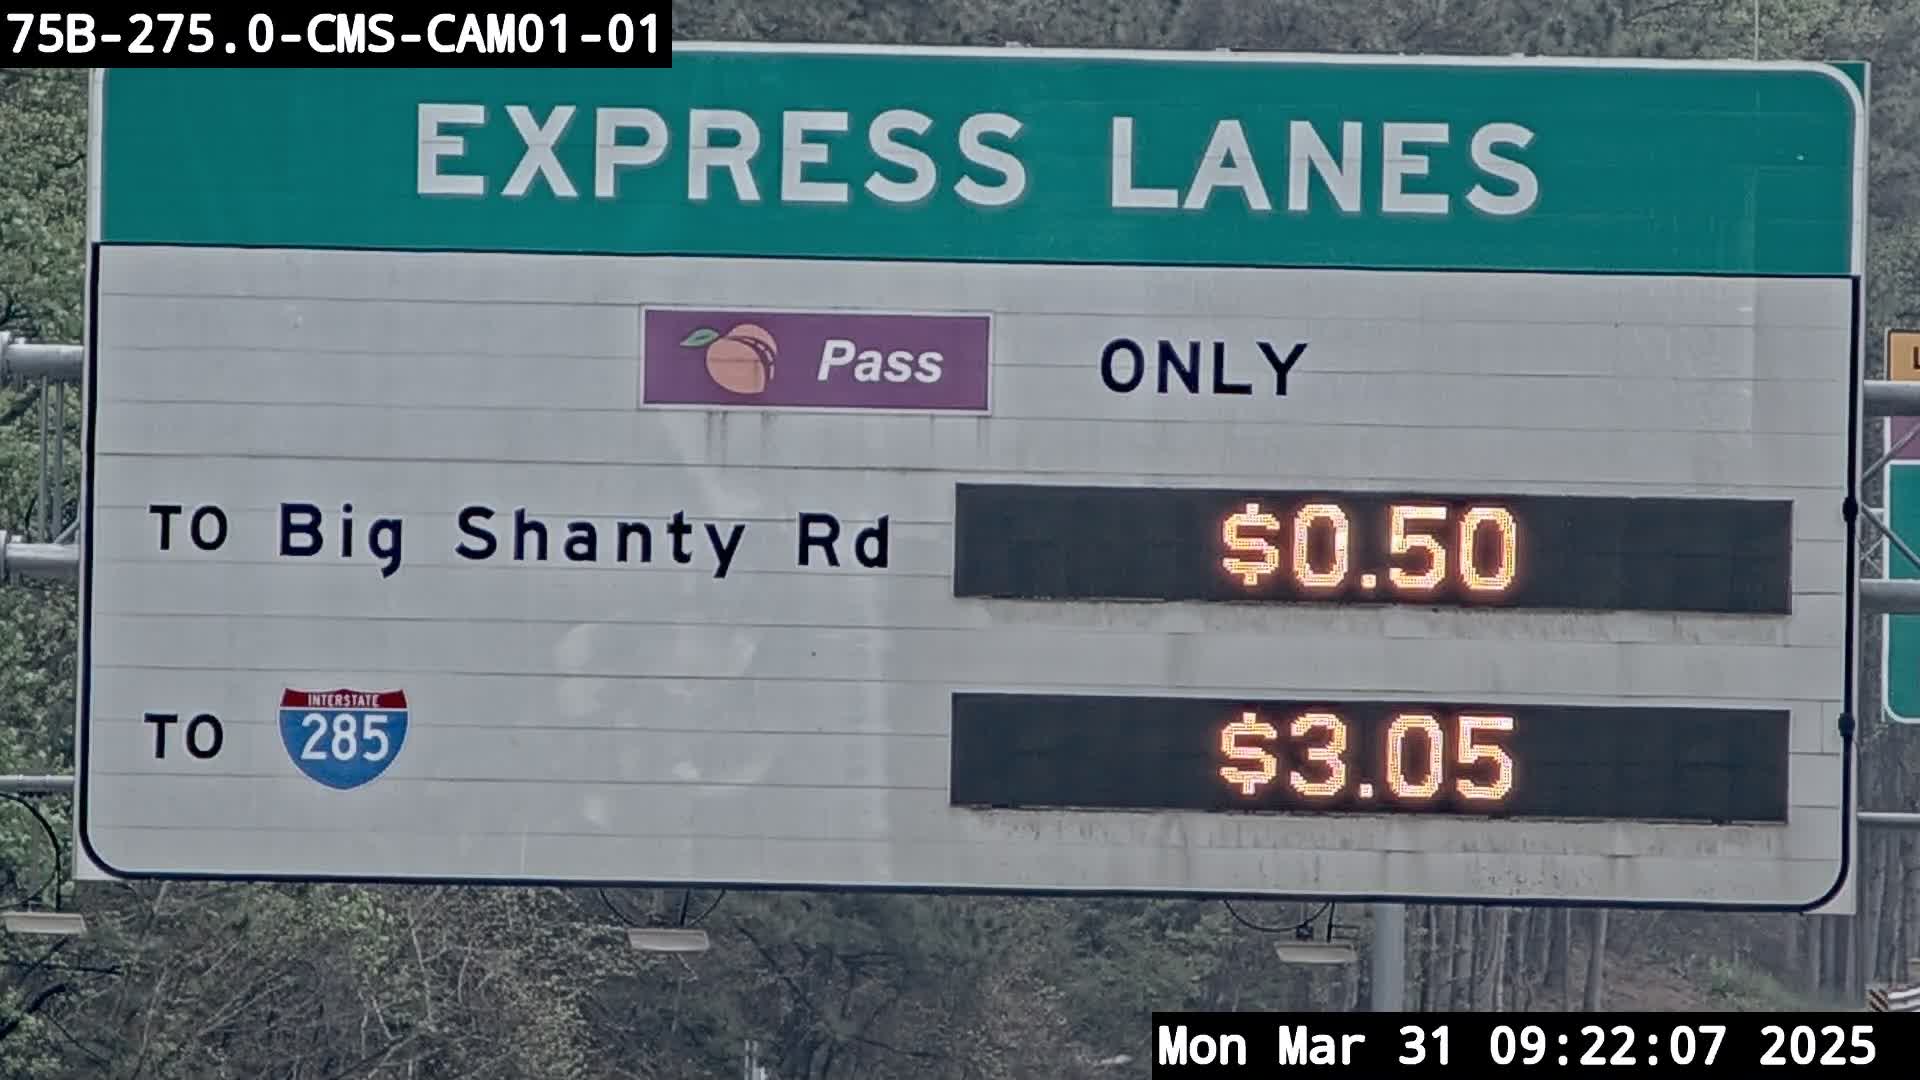 75B-275.0-CMS-CAM01-01
EXPRESS LANES
Pass ONLY
TO Big Shanty Rd $0.50
TO INTERSTATE 285 $3.05
Mon Mar 31 09:22:07 2025